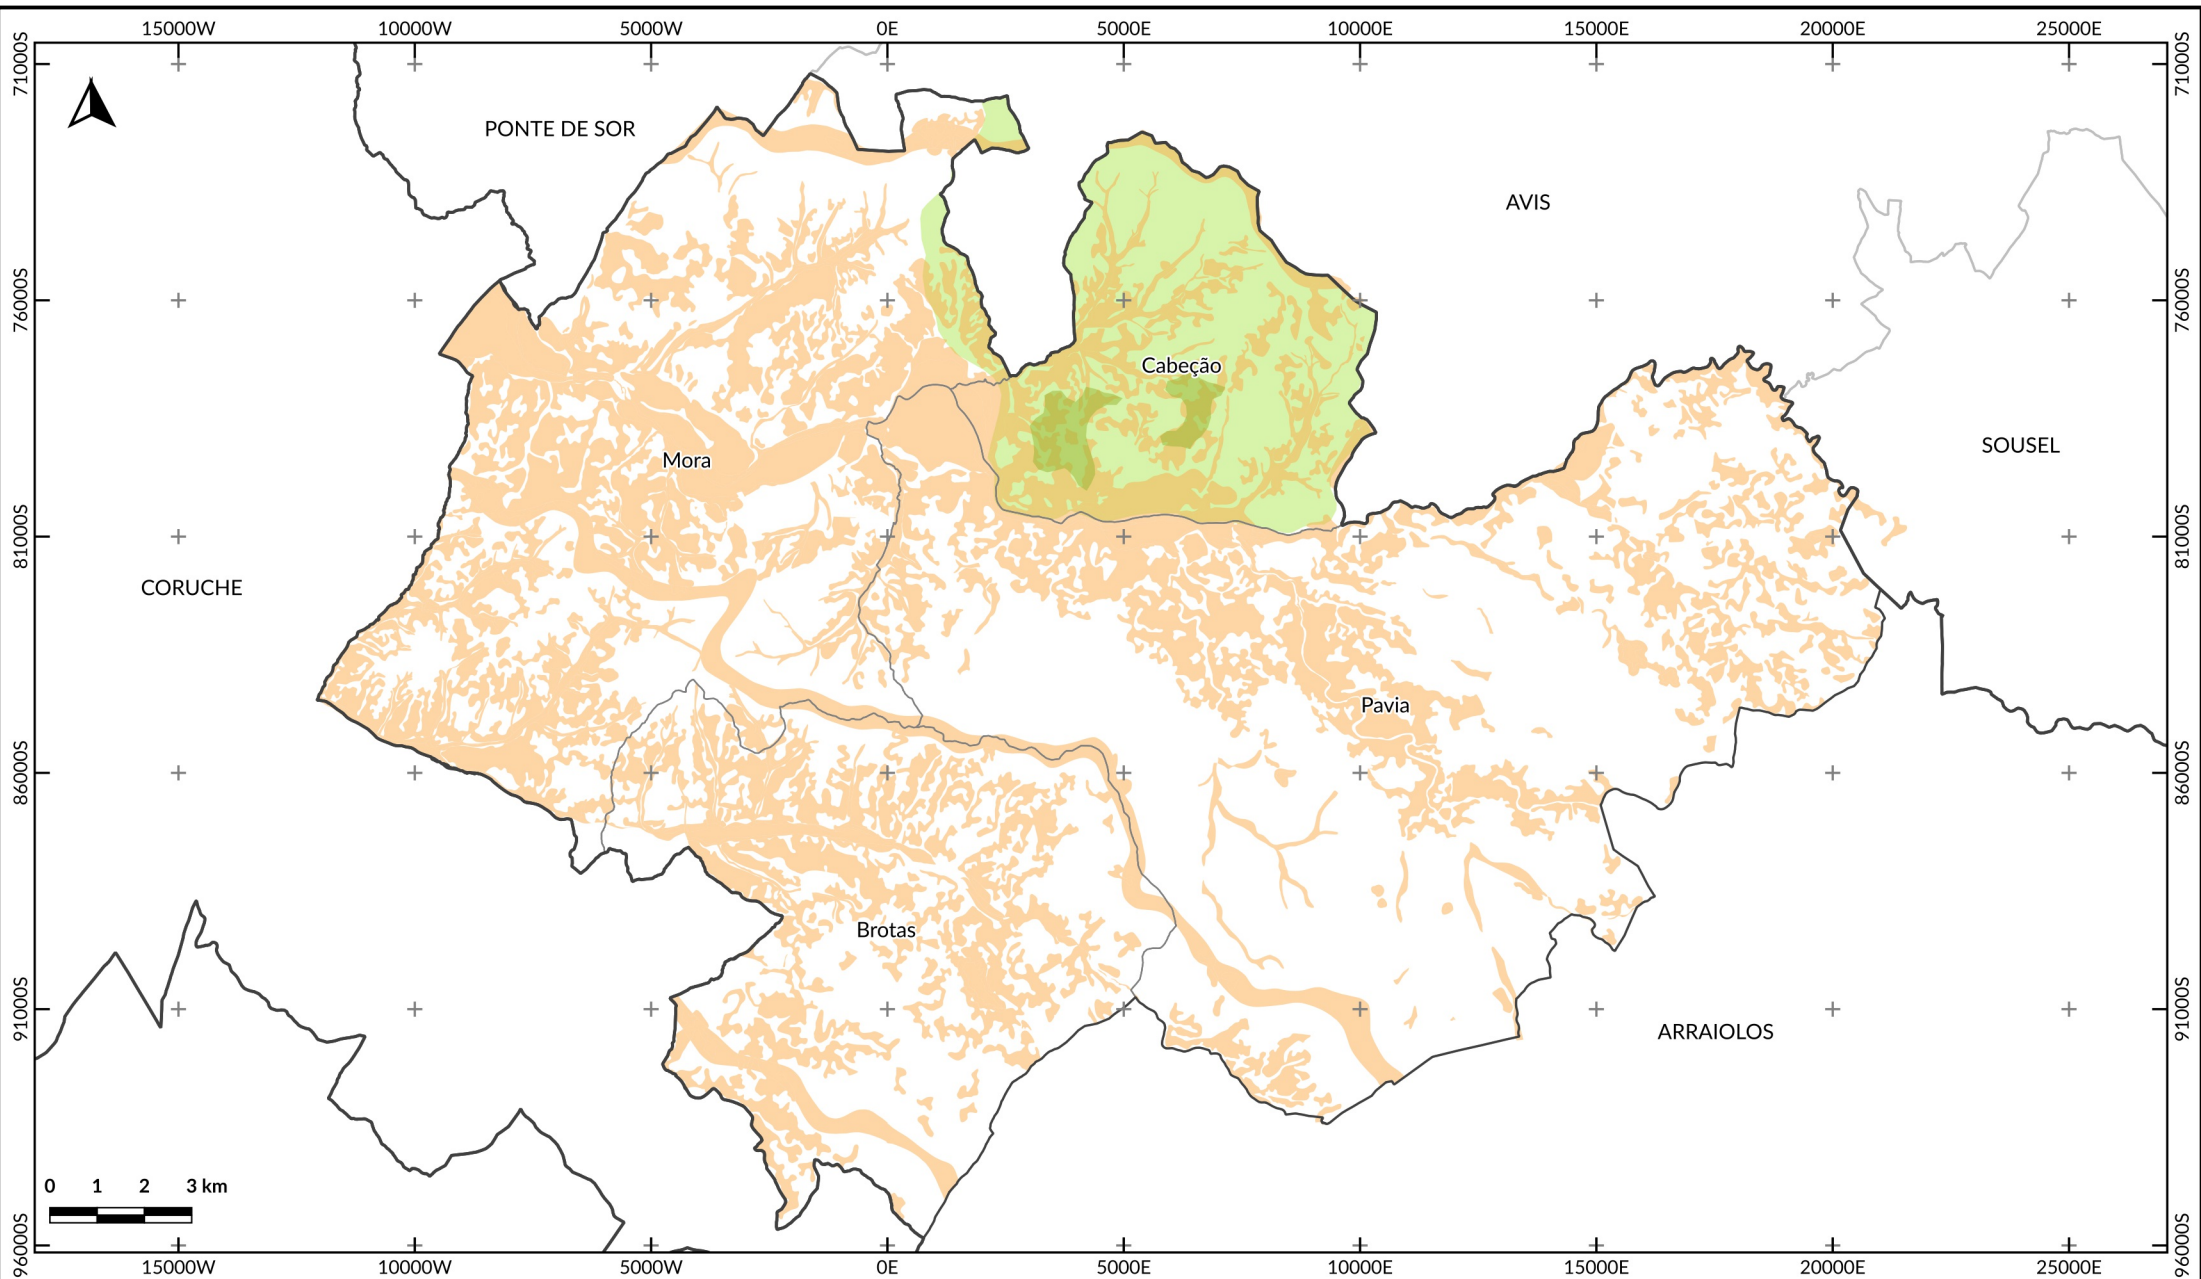 15000W 10000W 5000W 0E 5000E 10000E 15000E 20000E 25000E
71000S 71000S
PONTE DE SOR
AVIS
76000S 76000S
Cabeção
SOUSEL
Mora
81000S 81000S
CORUCHE
Pavia
86000S 86000S
Brotas
91000S 91000S
ARRAIOLOS
0 1 2 3 km
96000S 96000S
15000W 10000W 5000W 0E 5000E 10000E 15000E 20000E 25000E